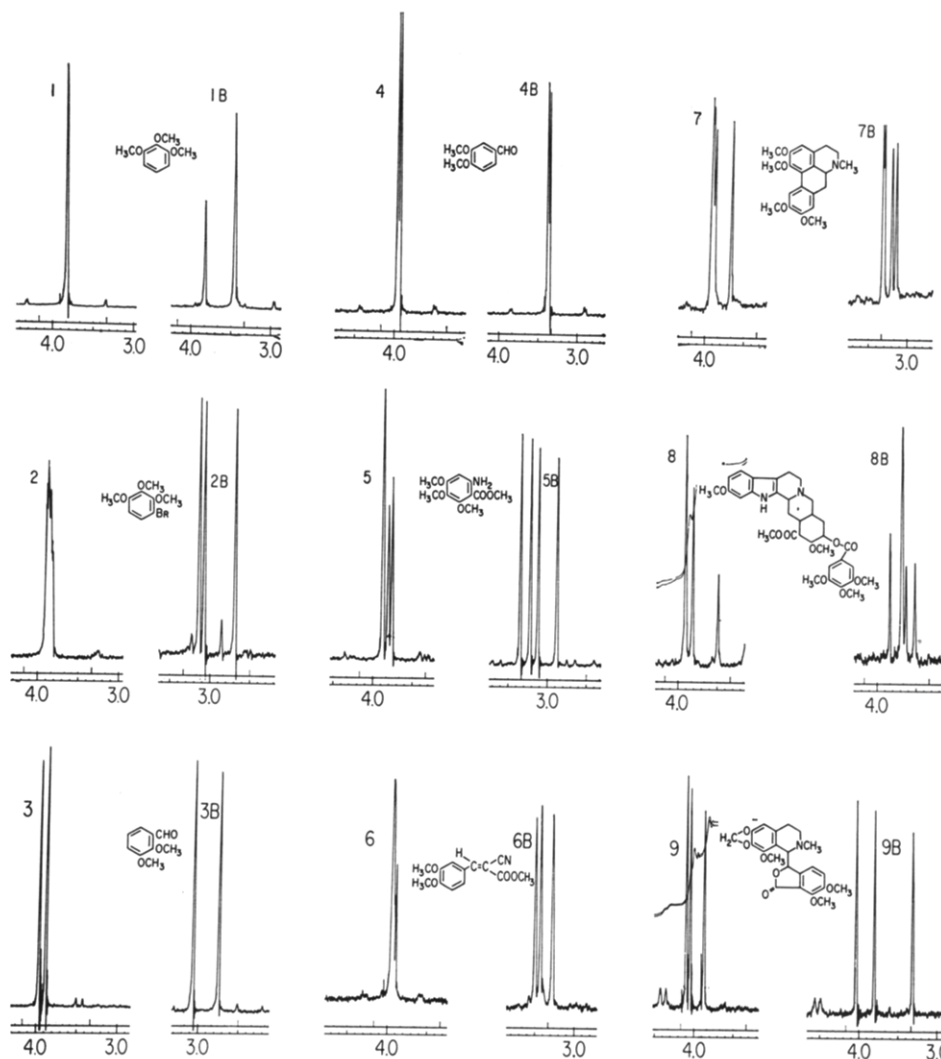 1
1B
OCH₃
H₃CO OCH₃
4.0 3.0
4.0 3.0
4
4B
H₃CO CHO
H₃CO
4.0
3.0
7
7B
H₃CO
H₃CO NCH₃
H₃CO
OCH₃
4.0
3.0
2
2B
OCH₃
H₃CO OCH₃
BR
4.0 3.0
3.0
5
5B
H₃CO NH₂
H₃CO COOCH₃
OCH₃
4.0
3.0
8
8B
H₃CO N
H
N
CH₃OOC OCO
OCH₃
H₃CO OCH₃
OCH₃
4.0
4.0
3
3B
CHO
OCH₃
OCH₃
4.0 3.0
3.0
6
6B
H CN
H₃CO C=C
H₃CO COOCH₃
4.0
3.0
9
9B
H₂C O
O NCH₃
OCH₃
O
O OCH₃
OCH₃
4.0
4.0 3.0